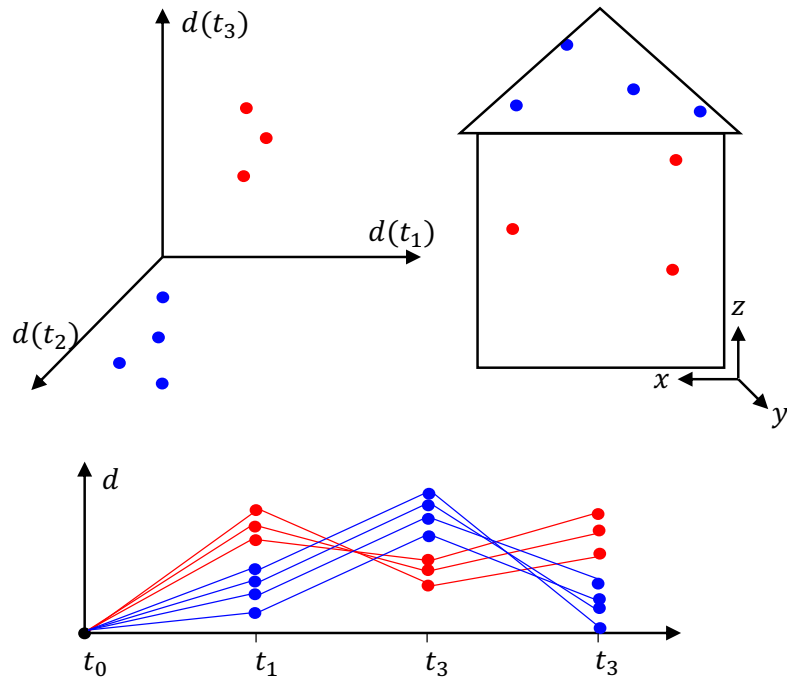 d(t₃)
d(t₁)
d(t₂)
z
x
y
d
t₀ t₁ t₃ t₃